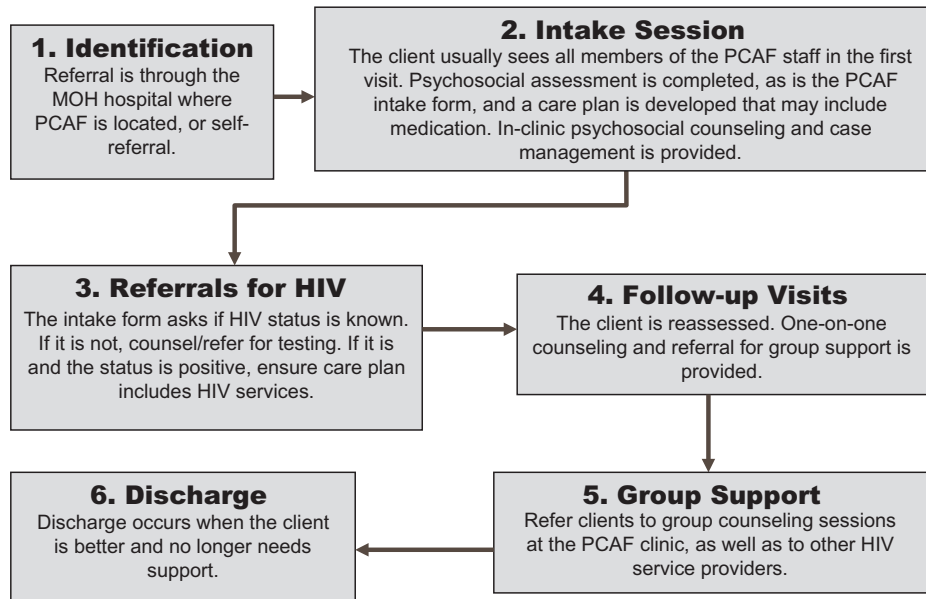 1. Identification
Referral is through the
MOH hospital where
PCAF is located, or self-
referral.
2. Intake Session
The client usually sees all members of the PCAF staff in the first
visit. Psychosocial assessment is completed, as is the PCAF
intake form, and a care plan is developed that may include
medication. In-clinic psychosocial counseling and case
management is provided.
3. Referrals for HIV
The intake form asks if HIV status is known.
If it is not, counsel/refer for testing. If it is
and the status is positive, ensure care plan
includes HIV services.
4. Follow-up Visits
The client is reassessed. One-on-one
counseling and referral for group support is
provided.
5. Group Support
Refer clients to group counseling sessions
at the PCAF clinic, as well as to other HIV
service providers.
6. Discharge
Discharge occurs when the client
is better and no longer needs
support.